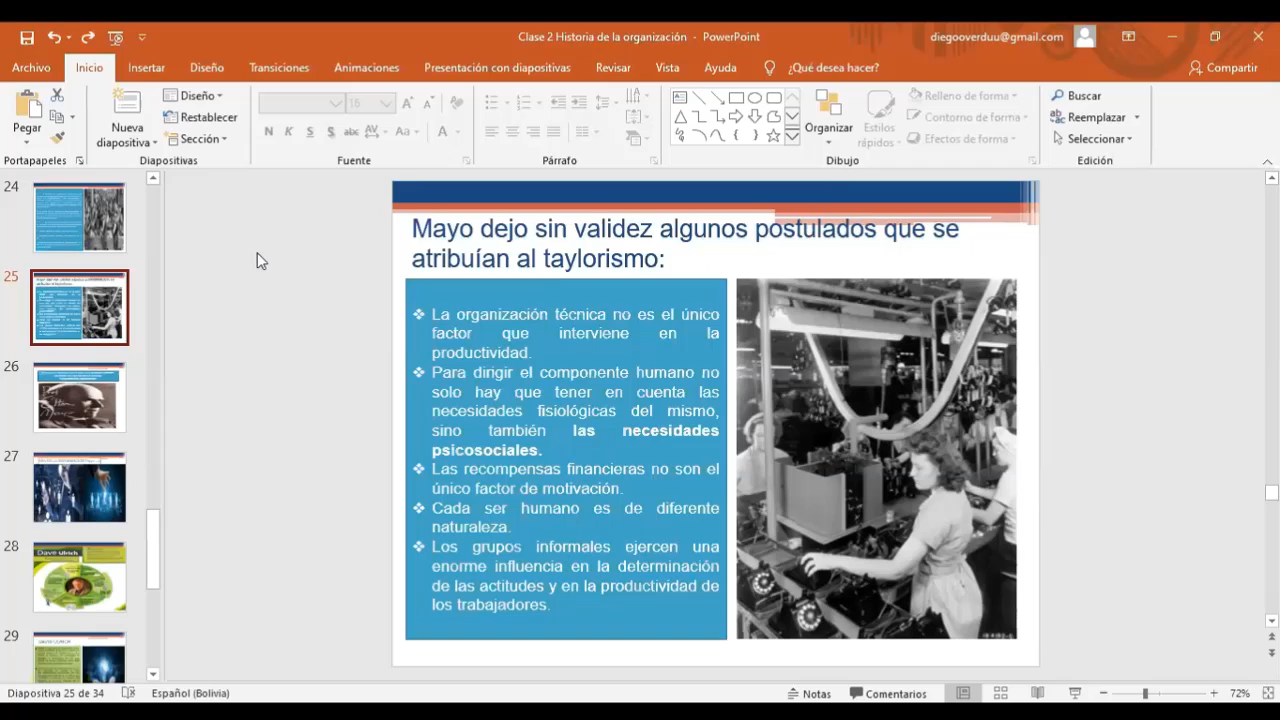 Clase 2 Historia de la organización - PowerPoint
diegooverduu@gmail.com
Archivo Inicio Insertar Diseño Transiciones Animaciones Presentación con diapositivas Revisar Vista Ayuda ¿Qué desea hacer? Compartir
Pegar
Nueva diapositiva
Diseño
Restablecer
Sección
18
N K S S abc AV Aa A
Organizar
Estilos rápidos
Relleno de forma
Contorno de forma
Efectos de forma
Buscar
Reemplazar
Seleccionar
Portapapeles Diapositivas Fuente Párrafo Dibujo Edición
24
25
26
27
28
Dave Ulrich
29
Mayo dejo sin validez algunos postulados que se
atribuían al taylorismo:
❖ La organización técnica no es el único
factor que interviene en la
productividad.
❖ Para dirigir el componente humano no
solo hay que tener en cuenta las
necesidades fisiológicas del mismo,
sino también las necesidades
psicosociales.
❖ Las recompensas financieras no son el
único factor de motivación.
❖ Cada ser humano es de diferente
naturaleza.
❖ Los grupos informales ejercen una
enorme influencia en la determinación
de las actitudes y en la productividad de
los trabajadores.
Diapositiva 25 de 34 Español (Bolivia) Notas Comentarios 72%